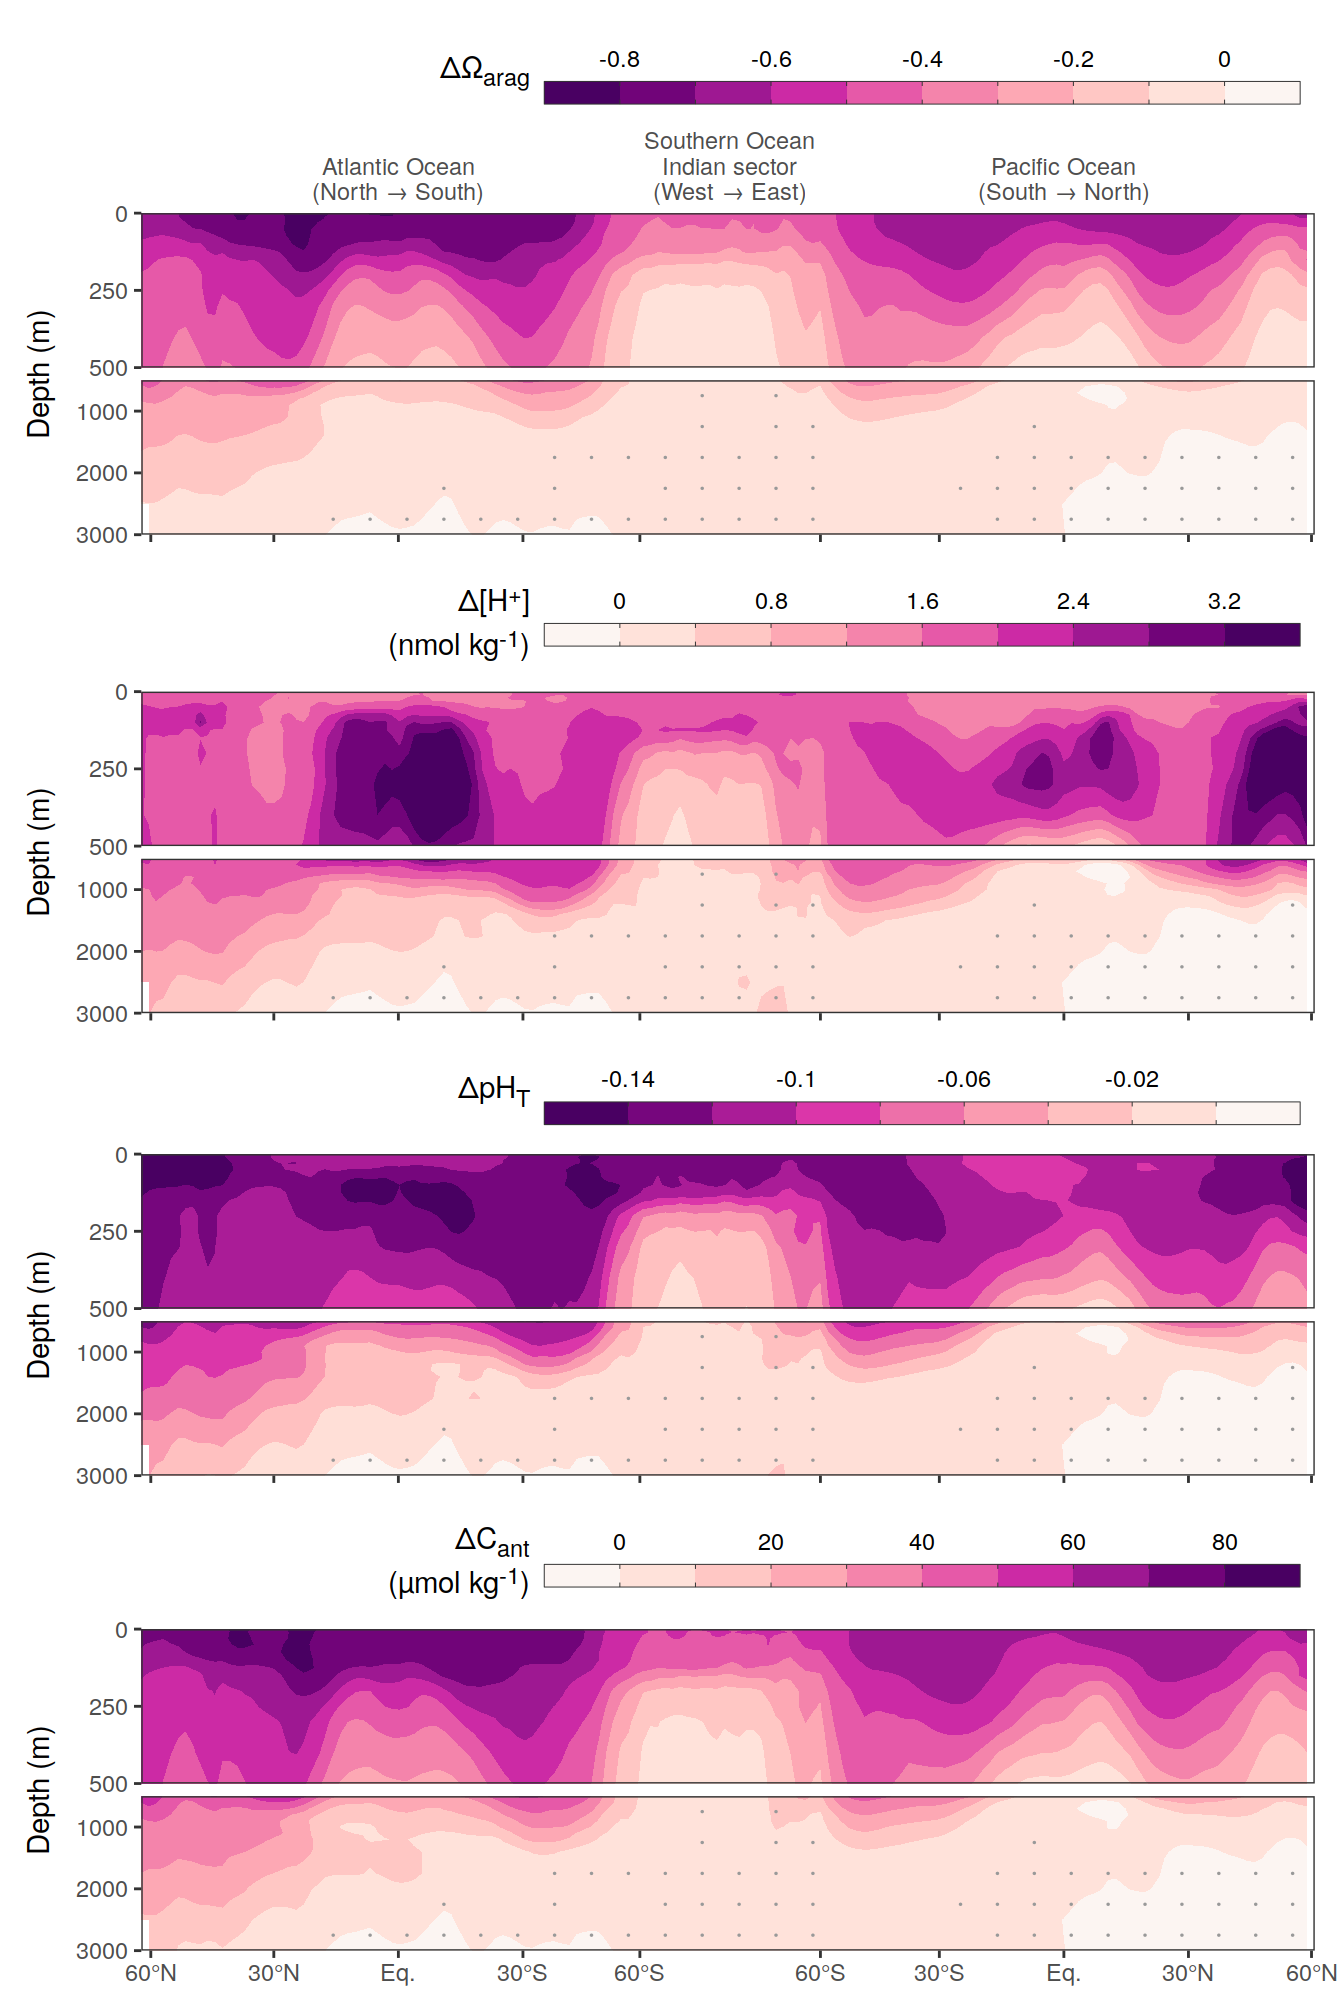 -0.8 -0.6 -0.4 -0.2 0
ΔΩarag
Southern Ocean
Atlantic Ocean Indian sector Pacific Ocean
(North → South) (West → East) (South → North)
0
250
500
1000
2000
3000
Depth (m)
Δ[H⁺]
(nmol kg⁻¹)
0 0.8 1.6 2.4 3.2
0
250
500
1000
2000
3000
Depth (m)
ΔpHT
-0.14 -0.1 -0.06 -0.02
0
250
500
1000
2000
3000
Depth (m)
ΔCant
(μmol kg⁻¹)
0 20 40 60 80
0
250
500
1000
2000
3000
Depth (m)
60°N 30°N Eq. 30°S 60°S 60°S 30°S Eq. 30°N 60°N